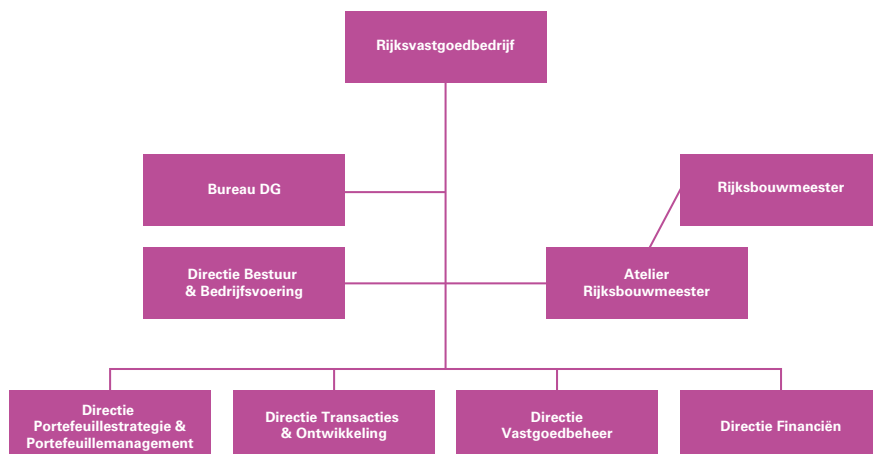 Rijksvastgoedbedrijf
Bureau DG
Rijksbouwmeester
Directie Bestuur
& Bedrijfsvoering
Atelier
Rijksbouwmeester
Directie
Portefeuillestrategie &
Portefeuillemanagement
Directie Transacties
& Ontwikkeling
Directie
Vastgoedbeheer
Directie Financiën